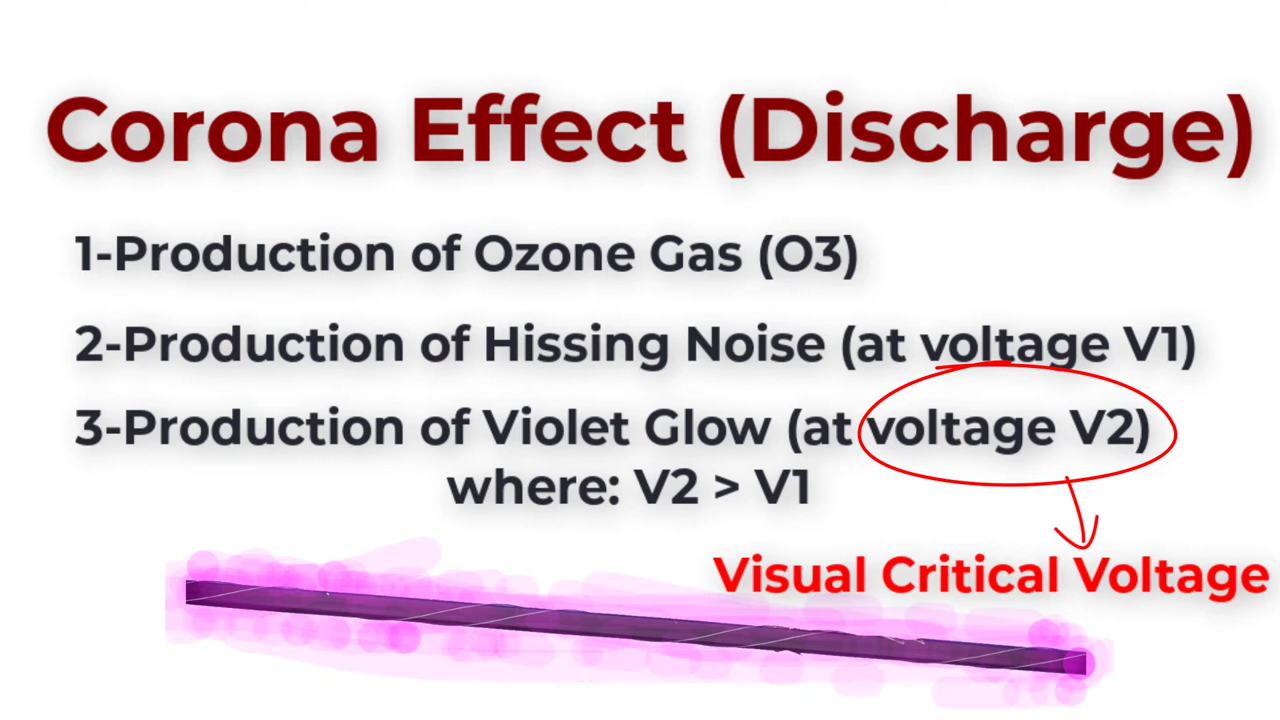 Corona Effect (Discharge)
1-Production of Ozone Gas (O3)
2-Production of Hissing Noise (at voltage V1)
3-Production of Violet Glow (at voltage V2)
where: V2 > V1
Visual Critical Voltage